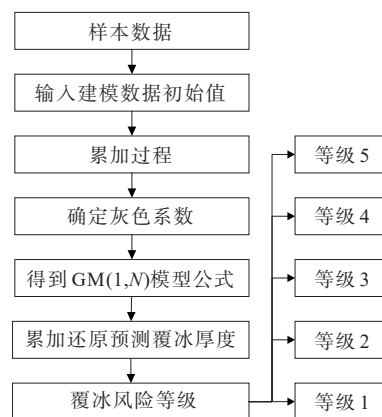 样本数据
输入建模数据初始值
累加过程
确定灰色系数
得到GM(1,N)模型公式
累加还原预测覆冰厚度
覆冰风险等级
等级5
等级4
等级3
等级2
等级1